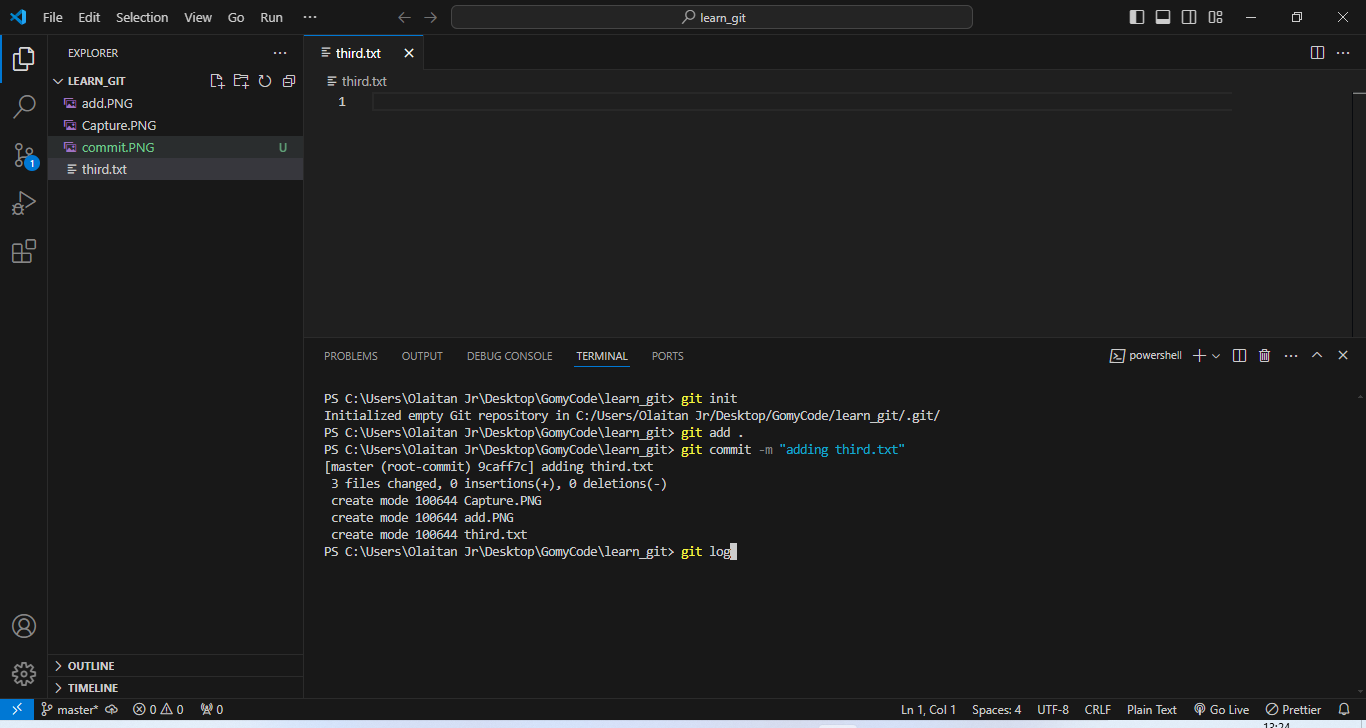 File Edit Selection View Go Run ···
learn_git
EXPLORER ···
LEARN_GIT
add.PNG
Capture.PNG
commit.PNG U
third.txt
1
OUTLINE
TIMELINE
third.txt
third.txt
1
PROBLEMS OUTPUT DEBUG CONSOLE TERMINAL PORTS
powershell
PS C:\Users\Olaitan Jr\Desktop\GomyCode\learn_git> git init
Initialized empty Git repository in C:/Users/Olaitan Jr/Desktop/GomyCode/learn_git/.git/
PS C:\Users\Olaitan Jr\Desktop\GomyCode\learn_git> git add .
PS C:\Users\Olaitan Jr\Desktop\GomyCode\learn_git> git commit -m "adding third.txt"
[master (root-commit) 9caff7c] adding third.txt
 3 files changed, 0 insertions(+), 0 deletions(-)
 create mode 100644 Capture.PNG
 create mode 100644 add.PNG
 create mode 100644 third.txt
PS C:\Users\Olaitan Jr\Desktop\GomyCode\learn_git> git log
master* 0 0 0 Ln 1, Col 1 Spaces: 4 UTF-8 CRLF Plain Text Go Live Prettier